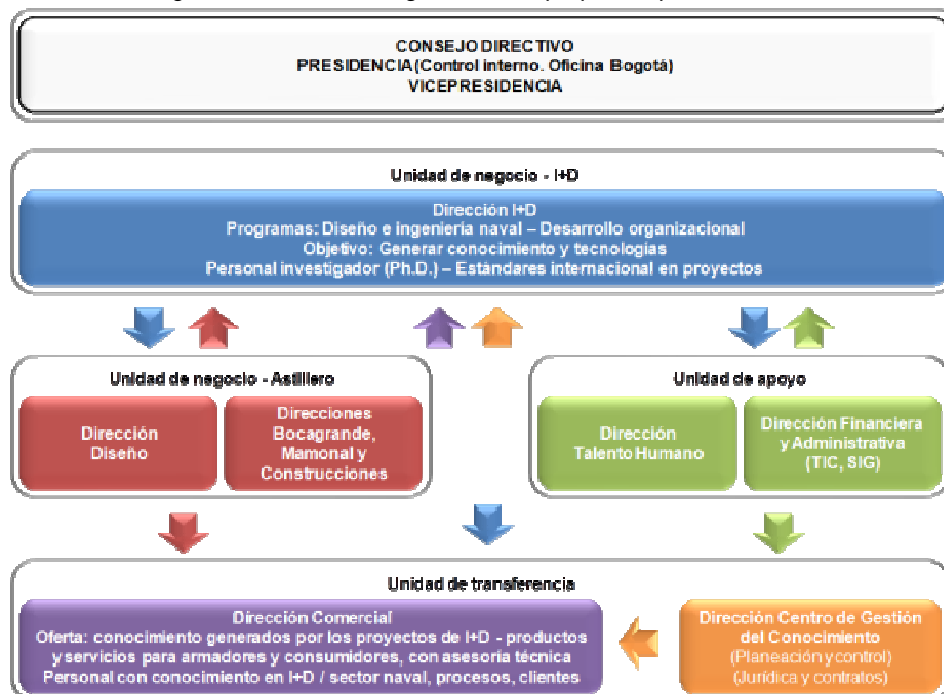 CONSEJO DIRECTIVO
PRESIDENCIA (Control interno. Oficina Bogotá)
VICEPRESIDENCIA
Unidad de negocio - I+D
Dirección I+D
Programas: Diseño e ingeniería naval – Desarrollo organizacional
Objetivo: Generar conocimiento y tecnologías
Personal investigador (Ph.D.) – Estándares internacional en proyectos
Unidad de negocio - Astillero
Dirección
Diseño
Direcciones
Bocagrande,
Mamonal y
Construcciones
Unidad de apoyo
Dirección
Talento Humano
Dirección Financiera
y Administrativa
(TIC, SIG)
Unidad de transferencia
Dirección Comercial
Oferta: conocimiento generados por los proyectos de I+D - productos
y servicios para armadores y consumidores, con asesoría técnica
Personal con conocimiento en I+D / sector naval, procesos, clientes
Dirección Centro de Gestión
del Conocimiento
(Planeación y control)
(Jurídica y contratos)